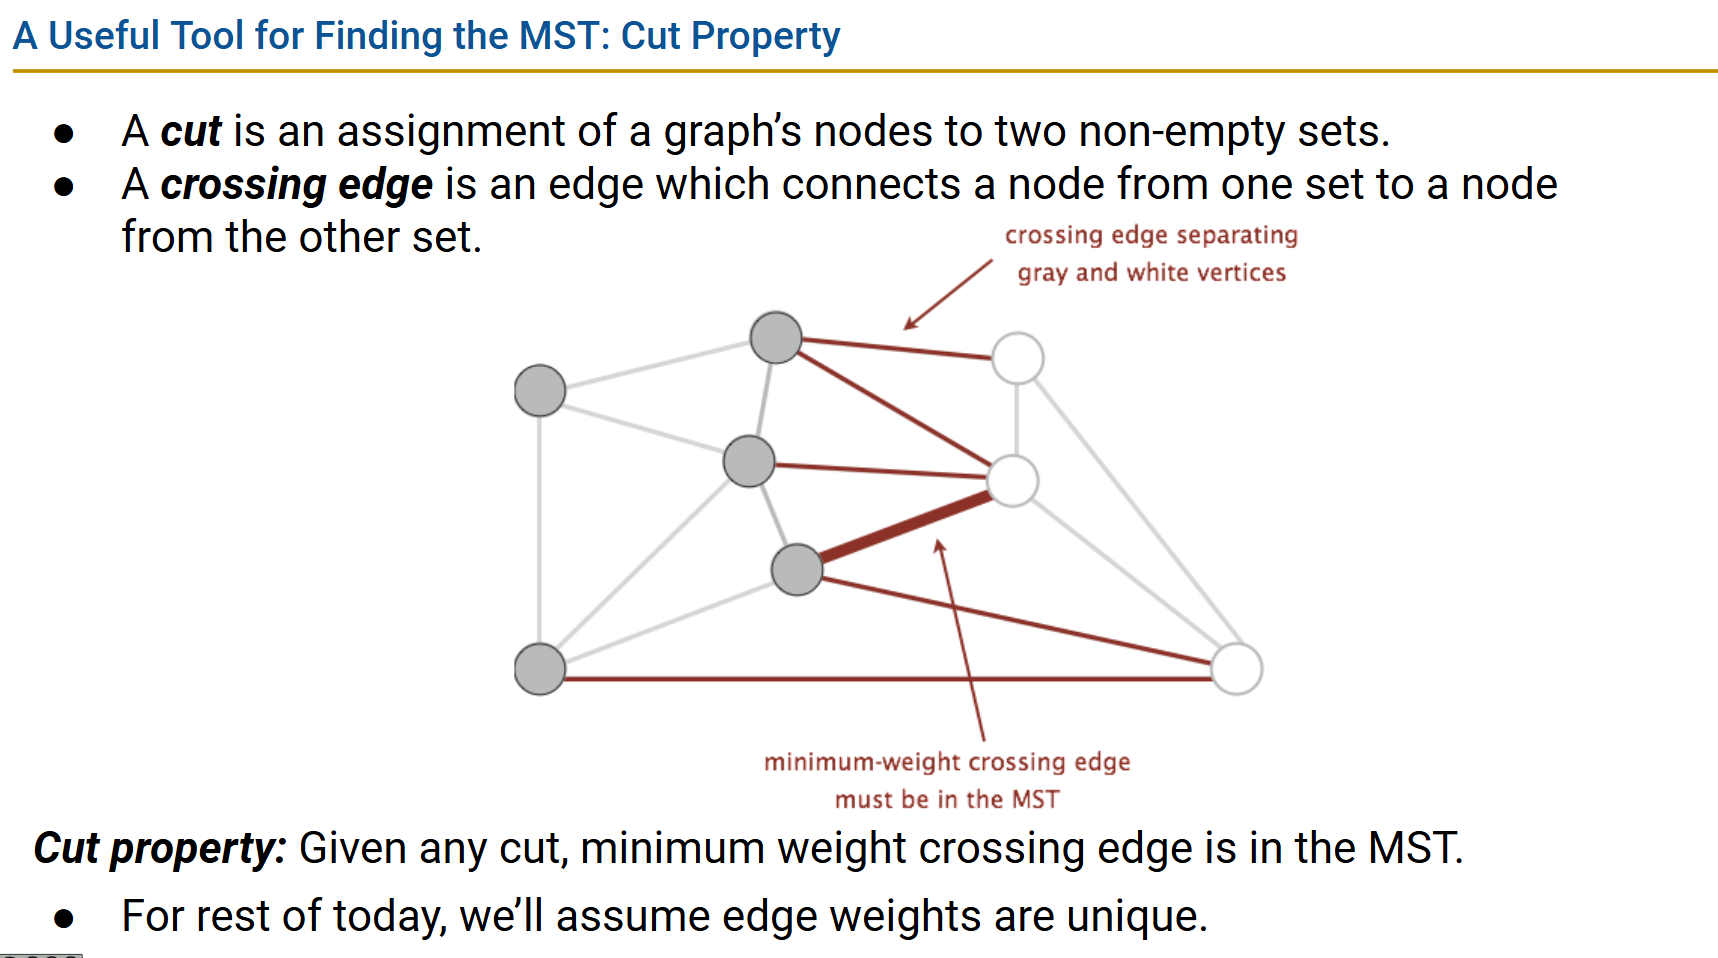 A Useful Tool for Finding the MST: Cut Property
● A cut is an assignment of a graph’s nodes to two non-empty sets.
● A crossing edge is an edge which connects a node from one set to a node
from the other set.
crossing edge separating
gray and white vertices
minimum-weight crossing edge
must be in the MST
Cut property: Given any cut, minimum weight crossing edge is in the MST.
● For rest of today, we’ll assume edge weights are unique.